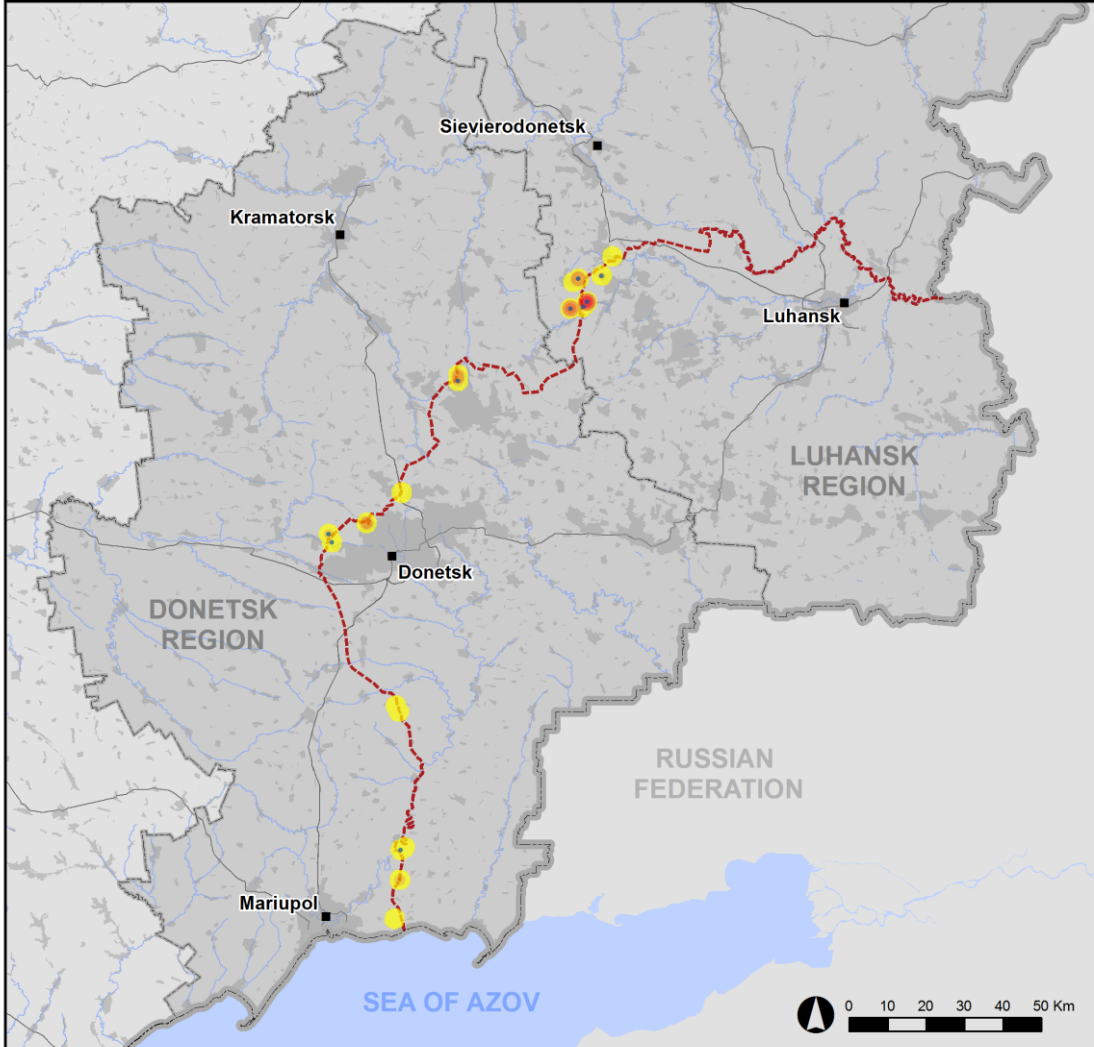 Sievierodonetsk
Kramatorsk
Luhansk
LUHANSK
REGION
Donetsk
DONETSK
REGION
RUSSIAN
FEDERATION
Mariupol
SEA OF AZOV
0 10 20 30 40 50 Km